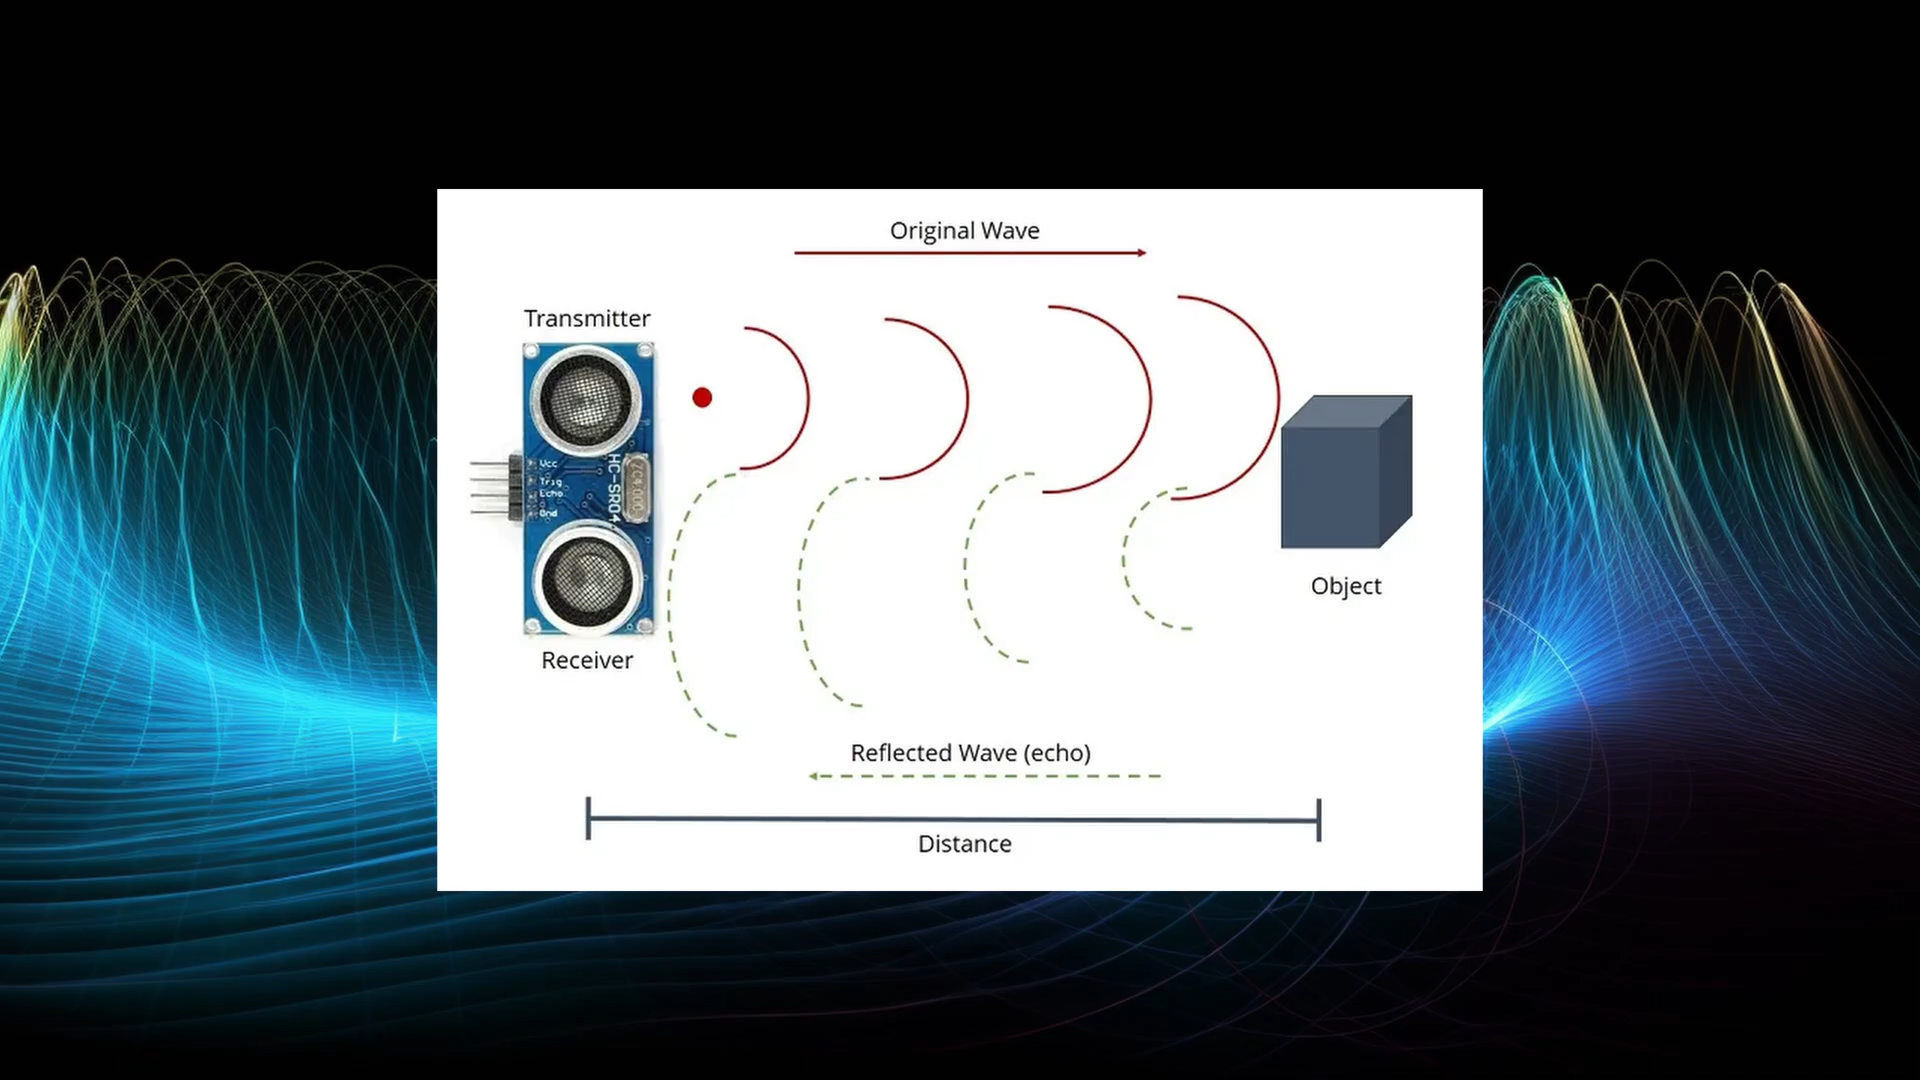 Original Wave
Transmitter
Vcc
Trig
Echo
Gnd
HC-SR04
Receiver
Object
Reflected Wave (echo)
Distance